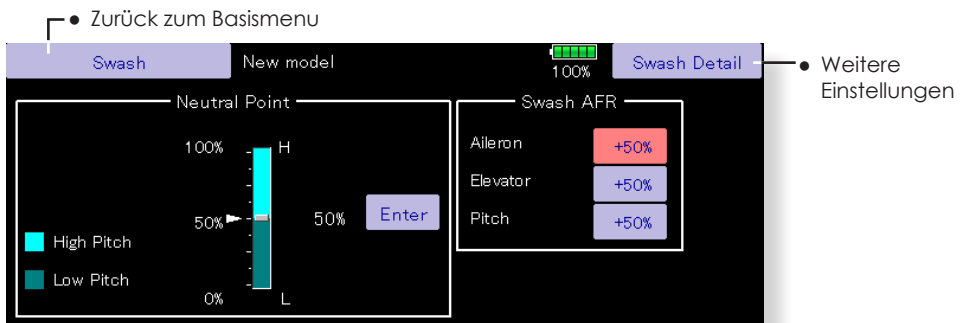 ● Zurück zum Basismenu
Swash
New model
100%
Swash Detail
● Weitere
Einstellungen
Neutral Point
100%
H
50%
50%
Enter
High Pitch
Low Pitch
0%
L
Swash AFR
Aileron
+50%
Elevator
+50%
Pitch
+50%